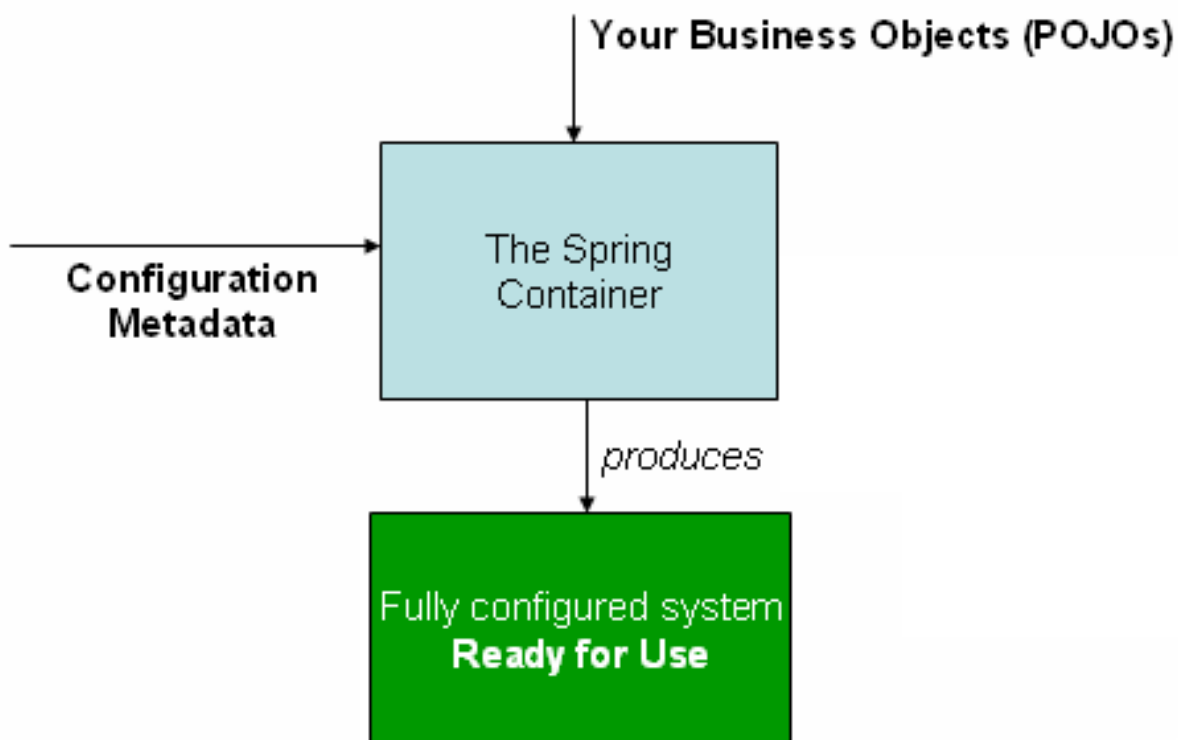 Your Business Objects (POJOs)
The Spring
Container
Configuration
Metadata
produces
Fully configured system
Ready for Use